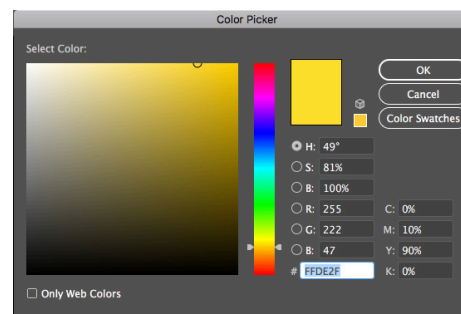 Color Picker
Select Color:
OK
Cancel
Color Swatches
H: 49°
S: 81%
B: 100%
R: 255 C: 0%
G: 222 M: 10%
B: 47 Y: 90%
# FFDE2F K: 0%
Only Web Colors